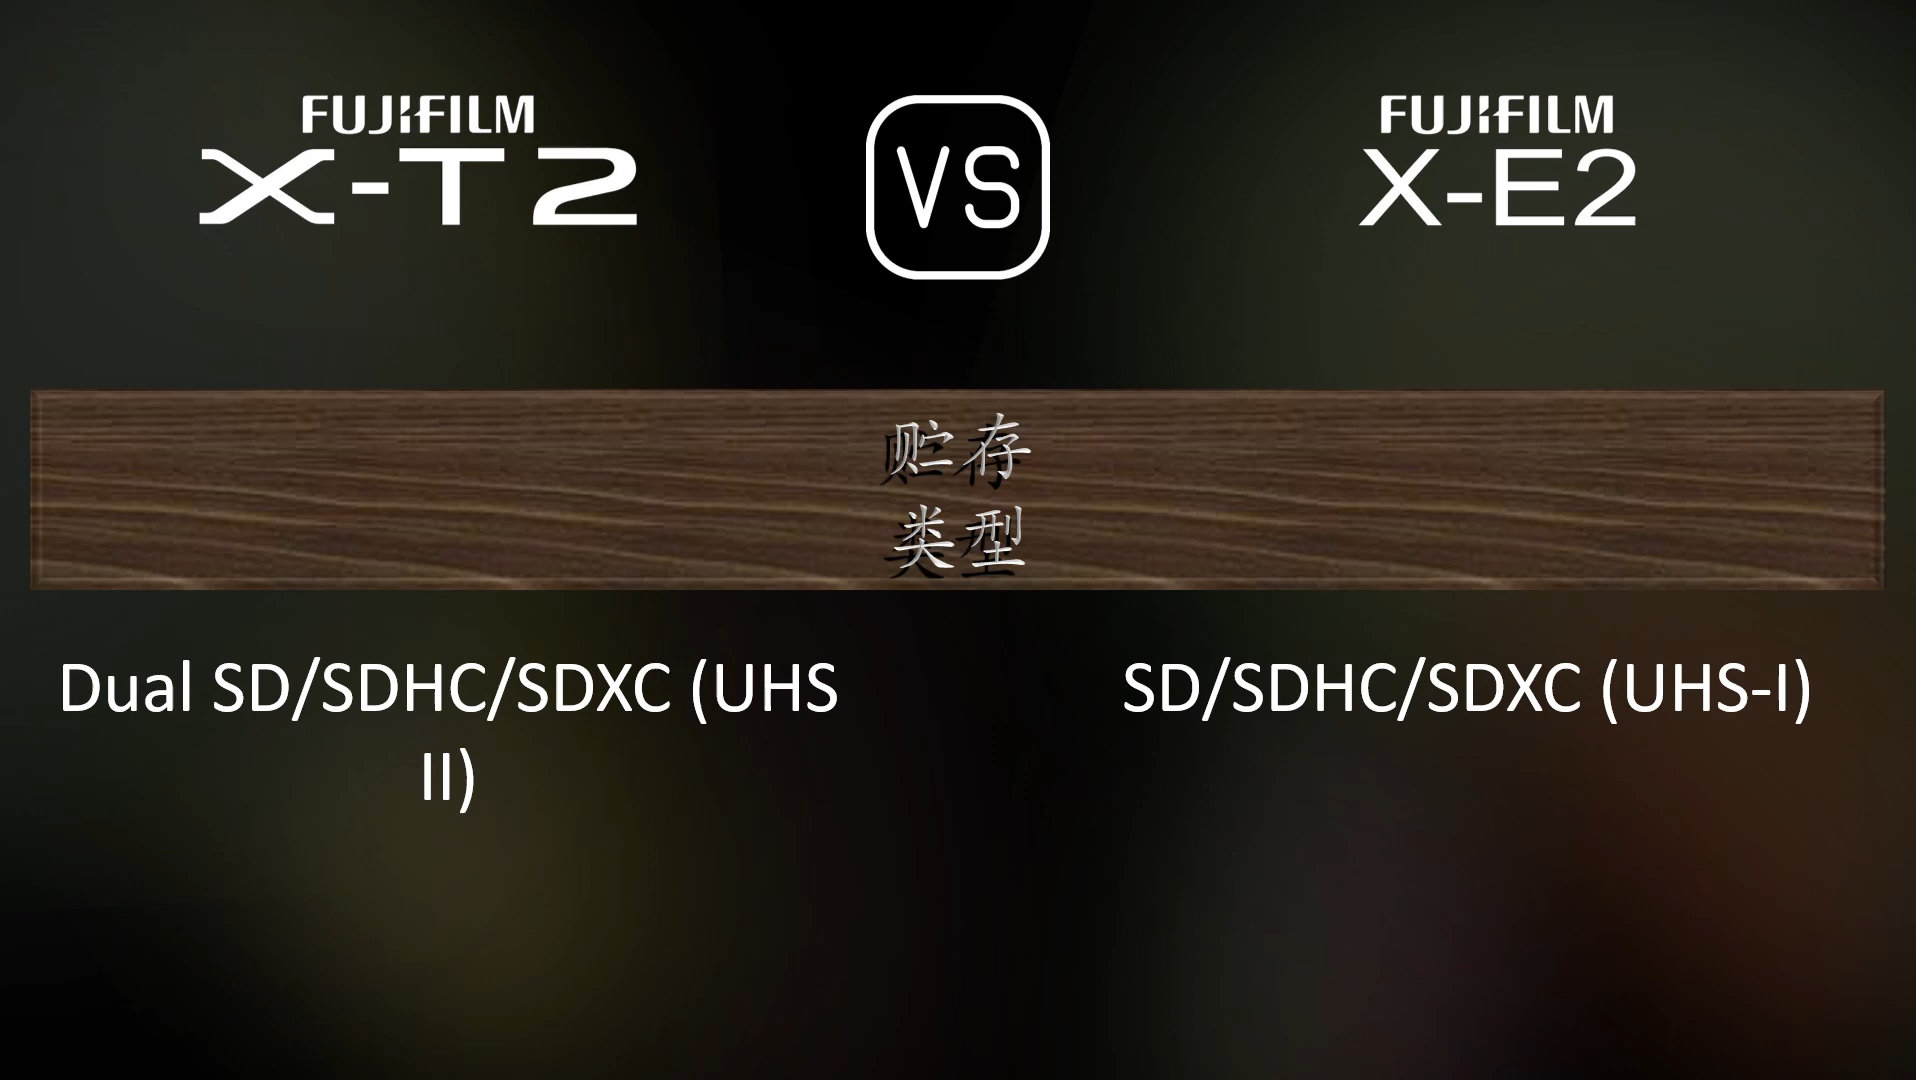 FUJIFILM
X-T2
VS
FUJIFILM
X-E2
贮存
类型
Dual SD/SDHC/SDXC (UHS
II)
SD/SDHC/SDXC (UHS-I)